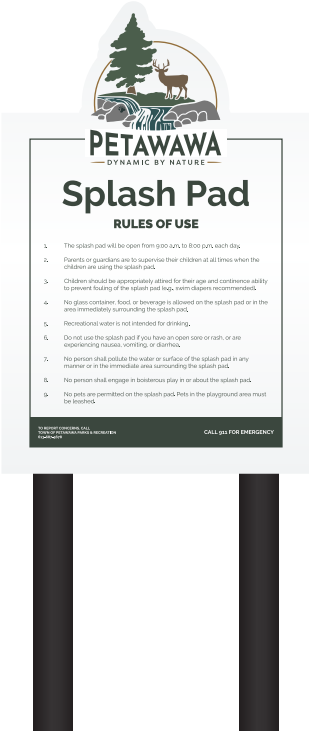 PETAWAWA
DYNAMIC BY NATURE
Splash Pad
RULES OF USE
1. The splash pad will be open from 9:00 a.m. to 8:00 p.m. each day.
2. Parents or guardians are to supervise their children at all times when the
children are using the splash pad.
3. Children should be appropriately attired for their age and continence ability
to prevent fouling of the splash pad (e.g., swim diapers recommended).
4. No glass container, food, or beverage is allowed on the splash pad or in the
area immediately surrounding the splash pad.
5. Recreational water is not intended for drinking.
6. Do not use the splash pad if you have an open sore or rash, or are
experiencing nausea, vomiting, or diarrhea.
7. No person shall pollute the water or surface of the splash pad in any
manner or in the immediate area surrounding the splash pad.
8. No person shall engage in boisterous play in or about the splash pad.
9. No pets are permitted on the splash pad. Pets in the playground area must
be leashed.
TO REPORT CONCERNS, CALL
TOWN OF PETAWAWA PARKS & RECREATION
CALL 911 FOR EMERGENCY